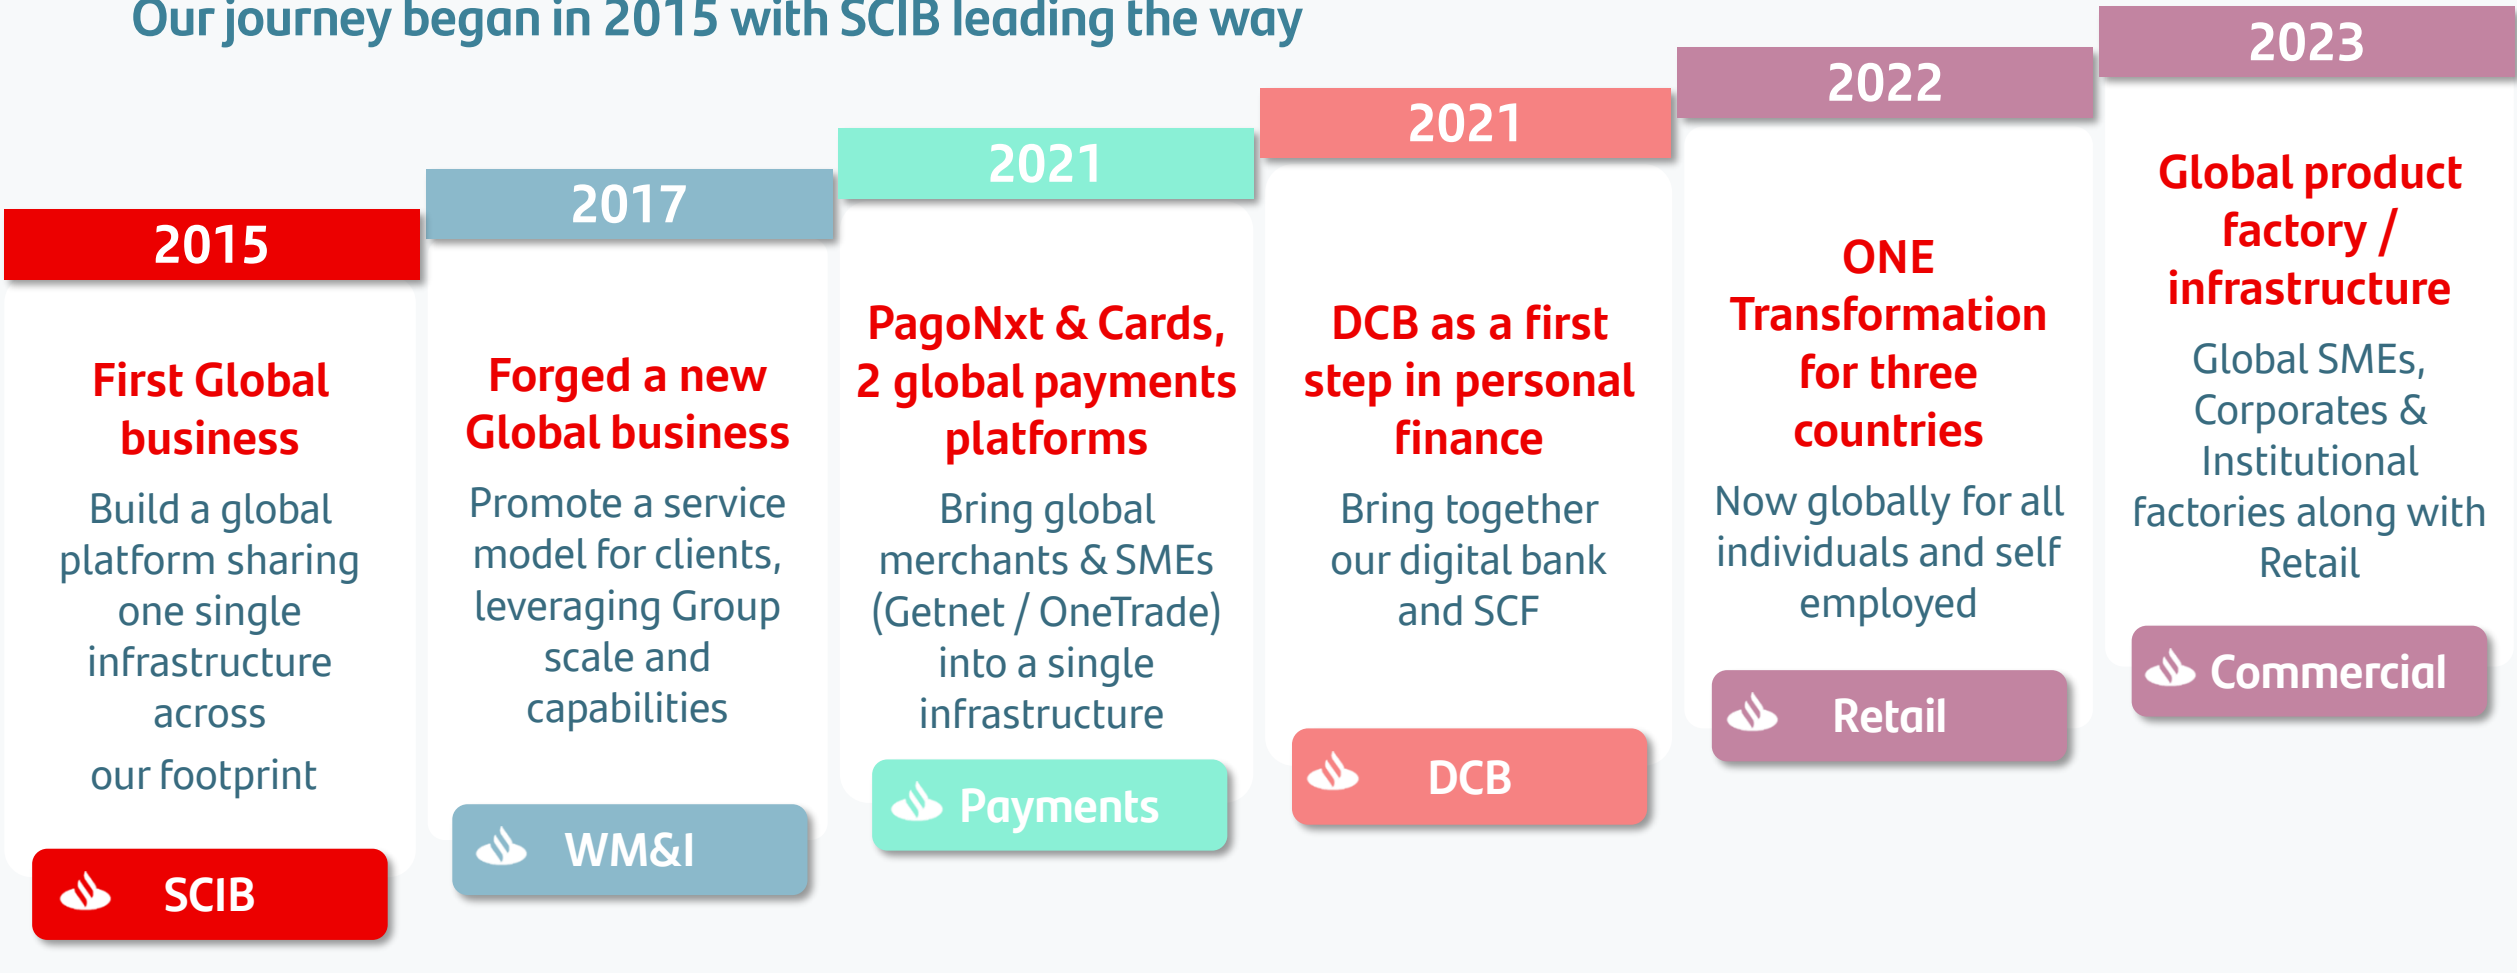 Our journey began in 2015 with SCIB leading the way
2015
First Global
business
Build a global
platform sharing
one single
infrastructure
across
our footprint
SCIB
2017
Forged a new
Global business
Promote a service
model for clients,
leveraging Group
scale and
capabilities
WM&I
2021
PagoNxt & Cards,
2 global payments
platforms
Bring global
merchants & SMEs
(Getnet / OneTrade)
into a single
infrastructure
Payments
2021
DCB as a first
step in personal
finance
Bring together
our digital bank
and SCF
DCB
2022
ONE
Transformation
for three
countries
Now globally for all
individuals and self
employed
Retail
2023
Global product
factory /
infrastructure
Global SMEs,
Corporates &
Institutional
factories along with
Retail
Commercial